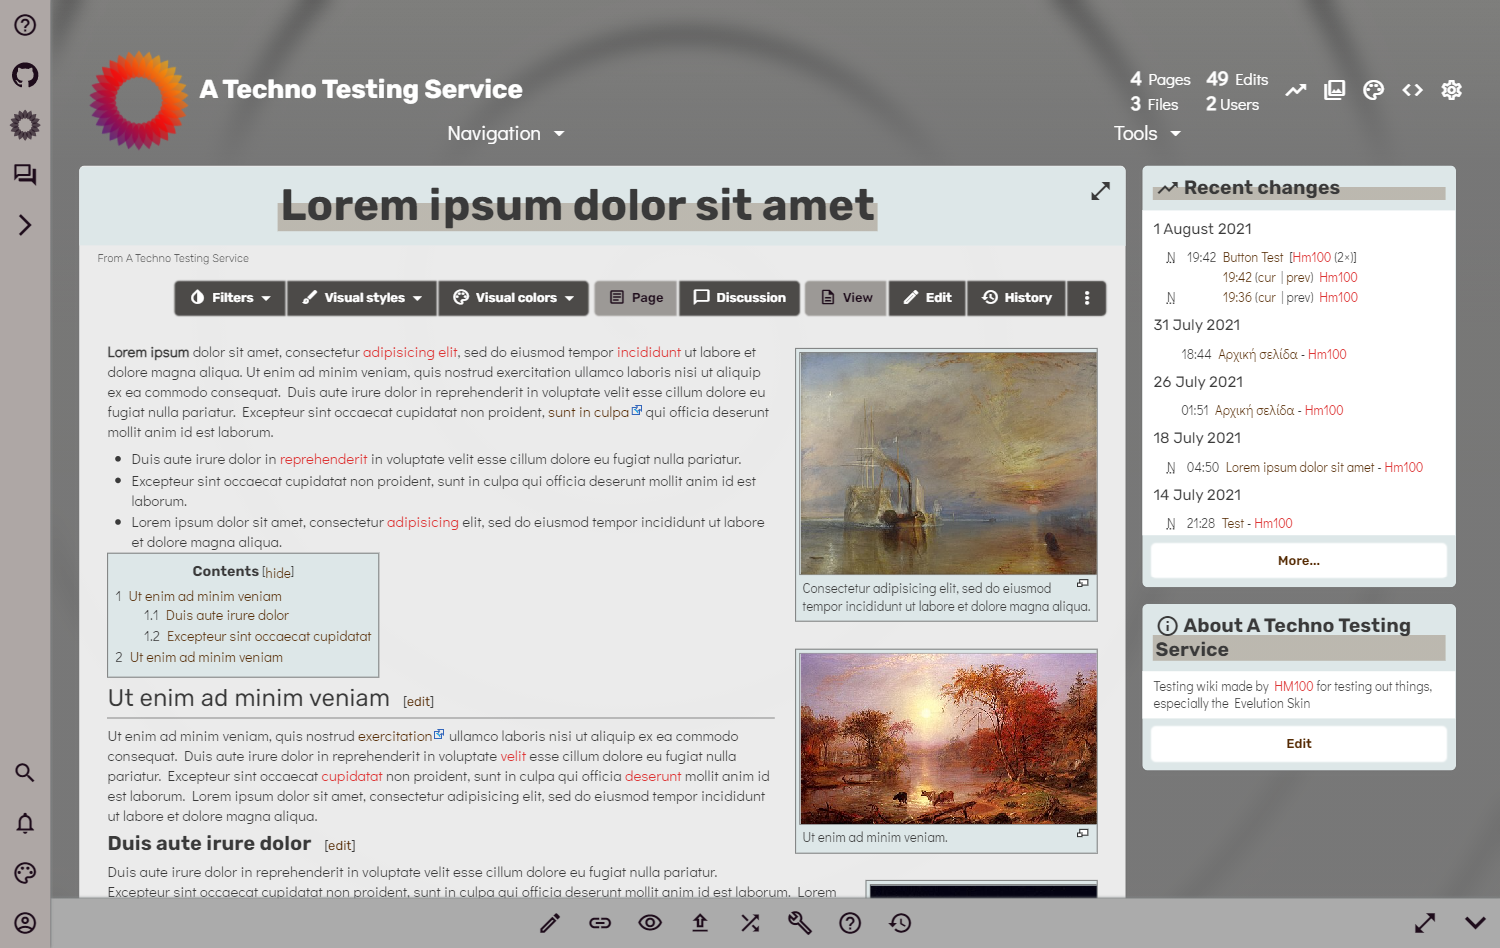 A Techno Testing Service
4 Pages 49 Edits
3 Files 2 Users
Navigation
Tools
Lorem ipsum dolor sit amet
From A Techno Testing Service
Filters Visual styles Visual colors Page Discussion View Edit History
Lorem ipsum dolor sit amet, consectetur adipisicing elit, sed do eiusmod tempor incididunt ut labore et
dolore magna aliqua. Ut enim ad minim veniam, quis nostrud exercitation ullamco laboris nisi ut aliquip
ex ea commodo consequat. Duis aute irure dolor in reprehenderit in voluptate velit esse cillum dolore eu
fugiat nulla pariatur. Excepteur sint occaecat cupidatat non proident, sunt in culpa qui officia deserunt
mollit anim id est laborum.
Duis aute irure dolor in reprehenderit in voluptate velit esse cillum dolore eu fugiat nulla pariatur.
Excepteur sint occaecat cupidatat non proident, sunt in culpa qui officia deserunt mollit anim id est
laborum.
Lorem ipsum dolor sit amet, consectetur adipisicing elit, sed do eiusmod tempor incididunt ut labore
et dolore magna aliqua.
Contents [hide]
1 Ut enim ad minim veniam
1.1 Duis aute irure dolor
1.2 Excepteur sint occaecat cupidatat
2 Ut enim ad minim veniam
Consectetur adipisicing elit, sed do eiusmod
tempor incididunt ut labore et dolore magna aliqua.
Ut enim ad minim veniam [edit]
Ut enim ad minim veniam, quis nostrud exercitation ullamco laboris nisi ut aliquip ex ea commodo
consequat. Duis aute irure dolor in reprehenderit in voluptate velit esse cillum dolore eu fugiat nulla
pariatur. Excepteur sint occaecat cupidatat non proident, sunt in culpa qui officia deserunt mollit anim id
est laborum. Lorem ipsum dolor sit amet, consectetur adipisicing elit, sed do eiusmod tempor incididunt
ut labore et dolore magna aliqua.
Ut enim ad minim veniam.
Duis aute irure dolor [edit]
Duis aute irure dolor in reprehenderit in voluptate velit esse cillum dolore eu fugiat nulla pariatur.
Excepteur sint occaecat cupidatat non proident, sunt in culpa qui officia deserunt mollit anim id est laborum. Lorem
Recent changes
1 August 2021
N 19:42 Button Test [Hm100 (2×)]
19:42 (cur | prev) Hm100
N 19:36 (cur | prev) Hm100
31 July 2021
18:44 Αρχική σελίδα - Hm100
26 July 2021
01:51 Αρχική σελίδα - Hm100
18 July 2021
N 04:50 Lorem ipsum dolor sit amet - Hm100
14 July 2021
N 21:28 Test - Hm100
More...
About A Techno Testing
Service
Testing wiki made by HM100 for testing out things,
especially the Evelution Skin
Edit